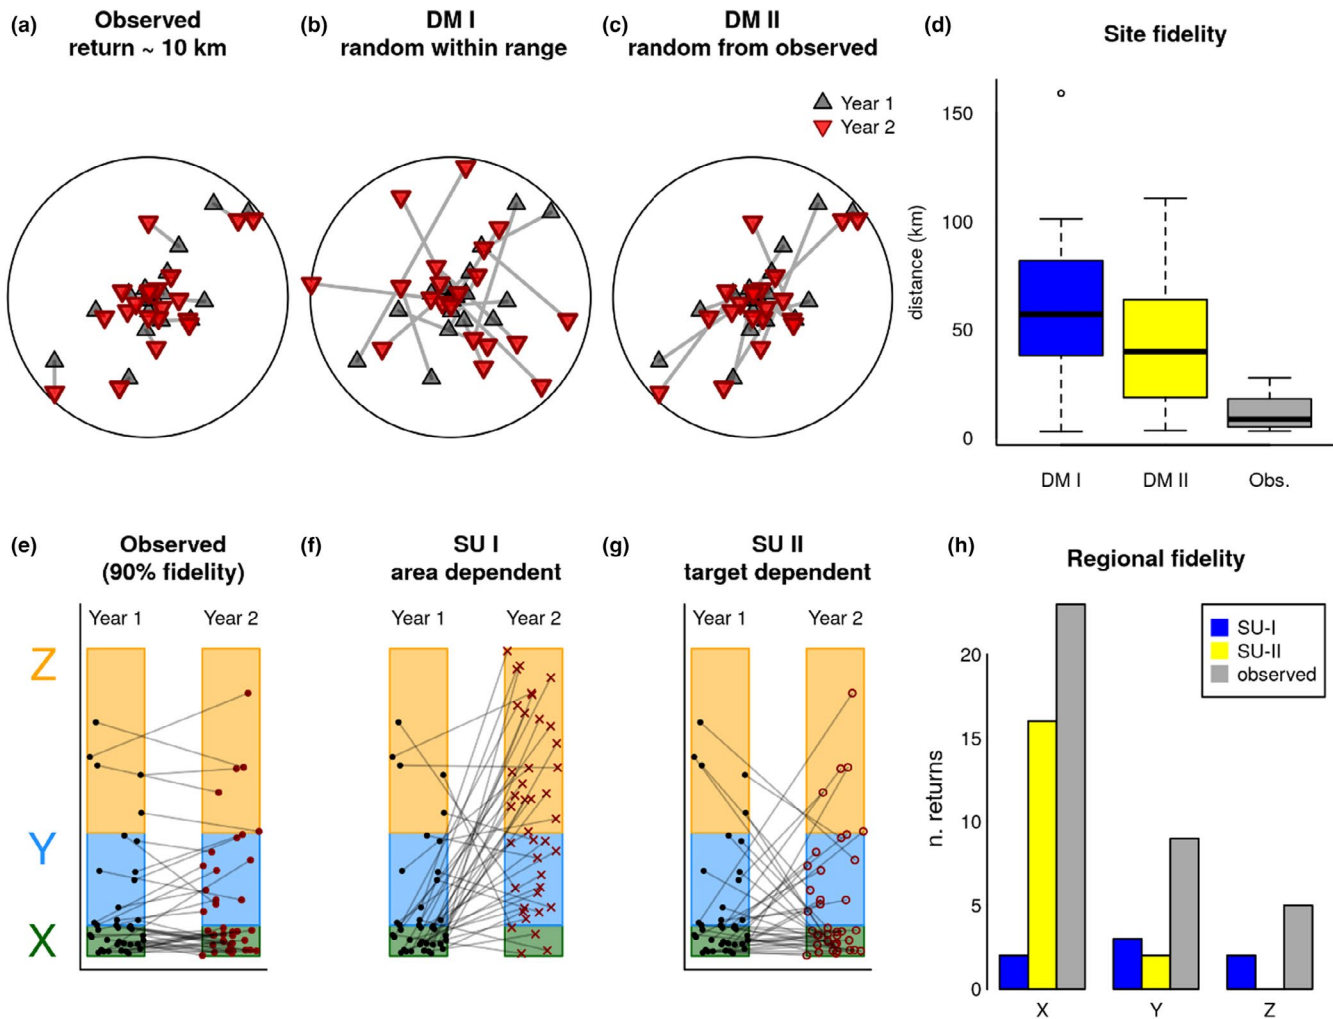 (a)
Observed
return ~ 10 km
(b)
DM I
random within range
(c)
DM II
random from observed
Year 1
Year 2
(d)
Site fidelity
distance (km)
150
100
50
0
DM I
DM II
Obs.
(e)
Observed
(90% fidelity)
Year 1
Year 2
Z
Y
X
(f)
SU I
area dependent
Year 1
Year 2
(g)
SU II
target dependent
Year 1
Year 2
(h)
Regional fidelity
SU-I
SU-II
observed
n. returns
20
15
10
5
0
X
Y
Z